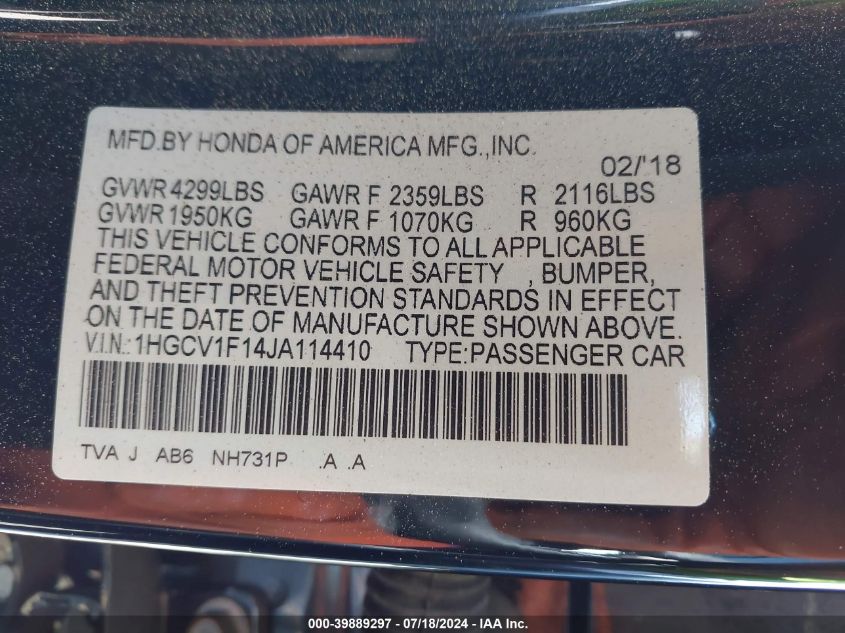 MFD.BY HONDA OF AMERICA MFG.,INC.
02/'18
GVWR 4299LBS GAWR F 2359LBS R 2116LBS
GVWR 1950KG GAWR F 1070KG R 960KG
THIS VEHICLE CONFORMS TO ALL APPLICABLE
FEDERAL MOTOR VEHICLE SAFETY , BUMPER,
AND THEFT PREVENTION STANDARDS IN EFFECT
ON THE DATE OF MANUFACTURE SHOWN ABOVE.
V.I.N.:1HGCV1F14JA114410 TYPE:PASSENGER CAR
TVA J AB6 NH731P .A .A
000-39889297 - 07/18/2024 - IAA Inc.